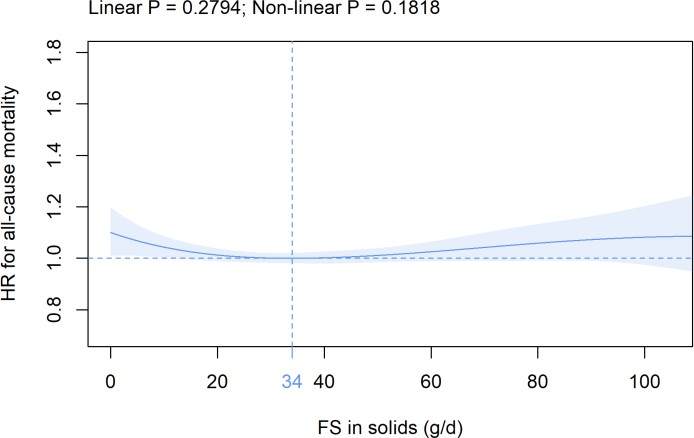 Linear P = 0.2794; Non-linear P = 0.1818
HR for all-cause mortality
1.8
1.6
1.4
1.2
1.0
0.8
0 20 34 40 60 80 100
FS in solids (g/d)